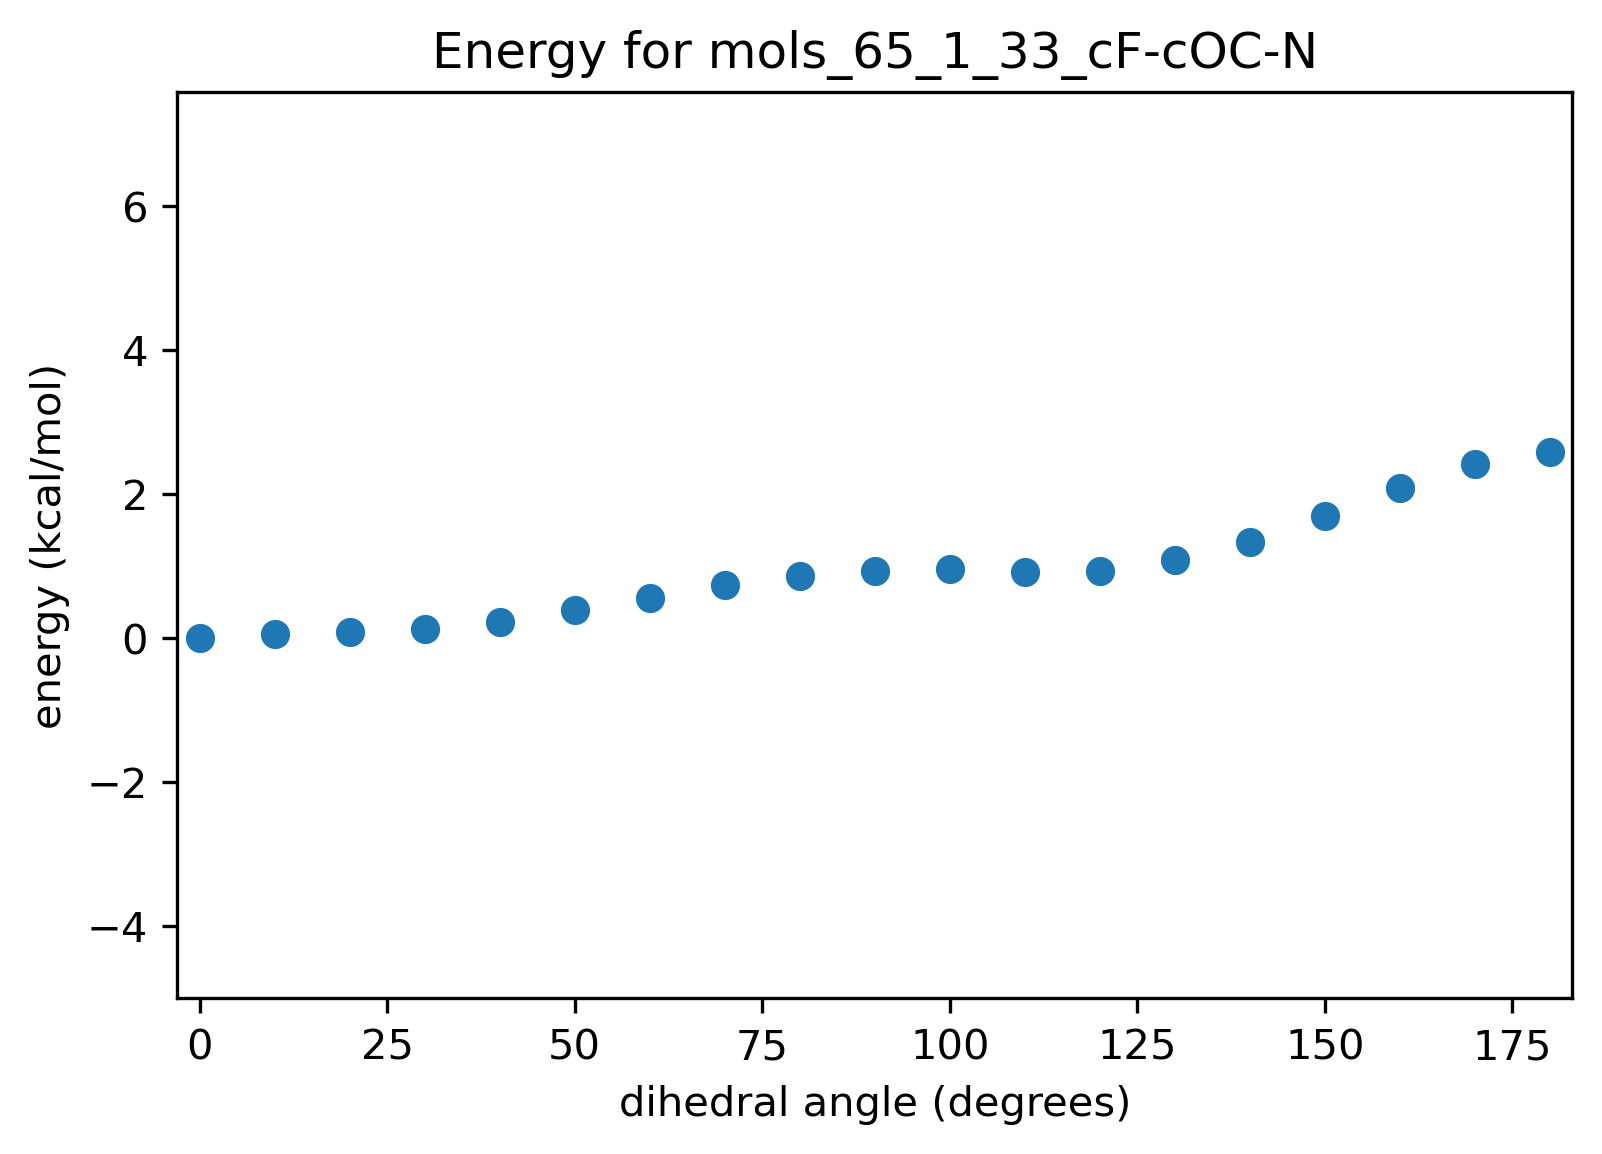 Energy for mols_65_1_33_cF-cOC-N
energy (kcal/mol)
6
4
2
0
−2
−4
0 25 50 75 100 125 150 175
dihedral angle (degrees)